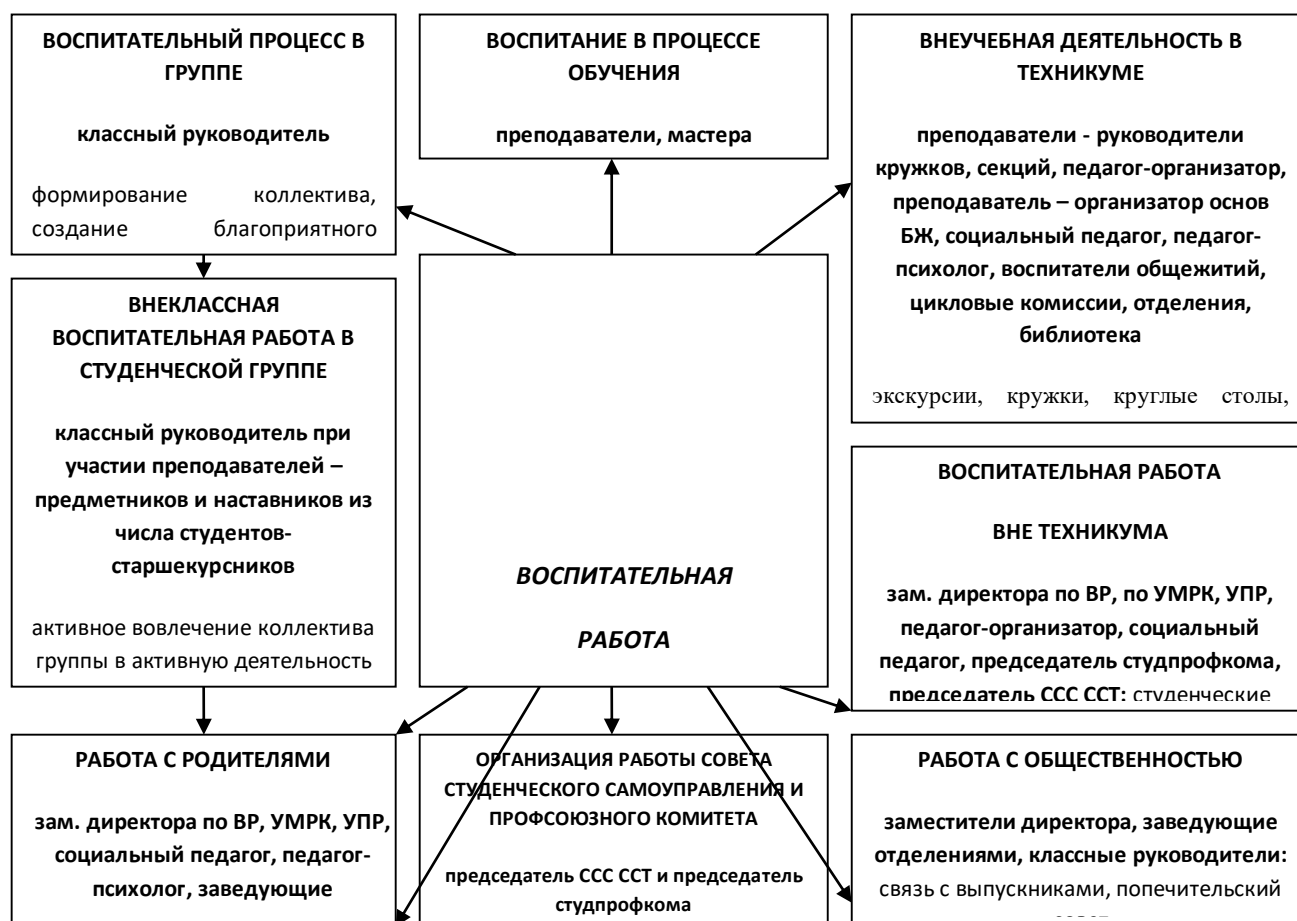 ВОСПИТАТЕЛЬНЫЙ ПРОЦЕСС В
ГРУППЕ
классный руководитель
формирование коллектива,
создание благоприятного
ВОСПИТАНИЕ В ПРОЦЕССЕ
ОБУЧЕНИЯ
преподаватели, мастера
ВНЕУЧЕБНАЯ ДЕЯТЕЛЬНОСТЬ В
ТЕХНИКУМЕ
преподаватели - руководители
кружков, секций, педагог-организатор,
преподаватель – организатор основ
БЖ, социальный педагог, педагог-
психолог, воспитатели общежитий,
цикловые комиссии, отделения,
библиотека
экскурсии, кружки, круглые столы,
ВНЕКЛАССНАЯ
ВОСПИТАТЕЛЬНАЯ РАБОТА В
СТУДЕНЧЕСКОЙ ГРУППЕ
классный руководитель при
участии преподавателей –
предметников и наставников из
числа студентов-
старшекурсников
активное вовлечение коллектива
группы в активную деятельность
ВОСПИТАТЕЛЬНАЯ
РАБОТА
ВОСПИТАТЕЛЬНАЯ РАБОТА
ВНЕ ТЕХНИКУМА
зам. директора по ВР, по УМРК, УПР,
педагог-организатор, социальный
педагог, председатель студпрофкома,
председатель ССС ССТ: студенческие
РАБОТА С РОДИТЕЛЯМИ
зам. директора по ВР, УМРК, УПР,
социальный педагог, педагог-
психолог, заведующие
ОРГАНИЗАЦИЯ РАБОТЫ СОВЕТА
СТУДЕНЧЕСКОГО САМОУПРАВЛЕНИЯ И
ПРОФСОЮЗНОГО КОМИТЕТА
председатель ССС ССТ и председатель
студпрофкома
РАБОТА С ОБЩЕСТВЕННОСТЬЮ
заместители директора, заведующие
отделениями, классные руководители:
связь с выпускниками, попечительский